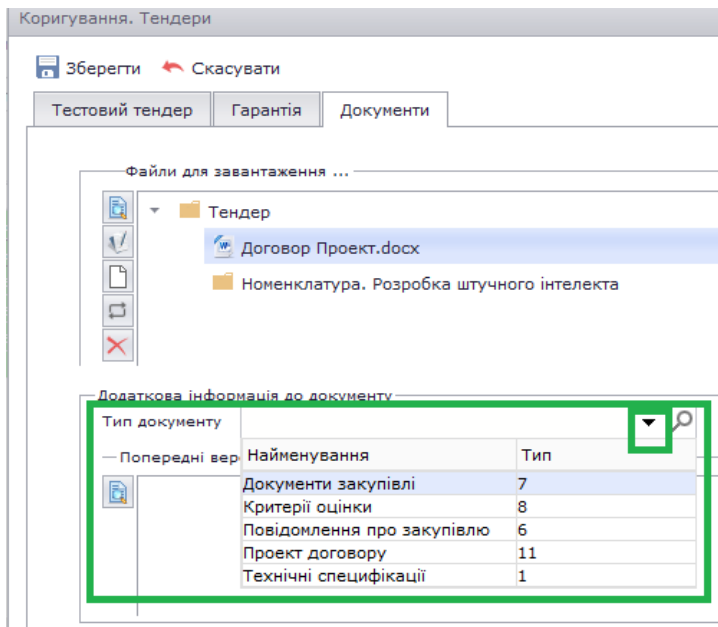 Коригування. Тендери
Зберегти Скасувати
Тестовий тендер Гарантія Документи
Файли для завантаження ...
Тендер
Договор Проект.docx
Номенклатура. Розробка штучного інтелекта
Додаткова інформація до документу
Тип документу
Попередні вер
Найменування Тип
Документи закупівлі 7
Критерії оцінки 8
Повідомлення про закупівлю 6
Проект договору 11
Технічні специфікації 1